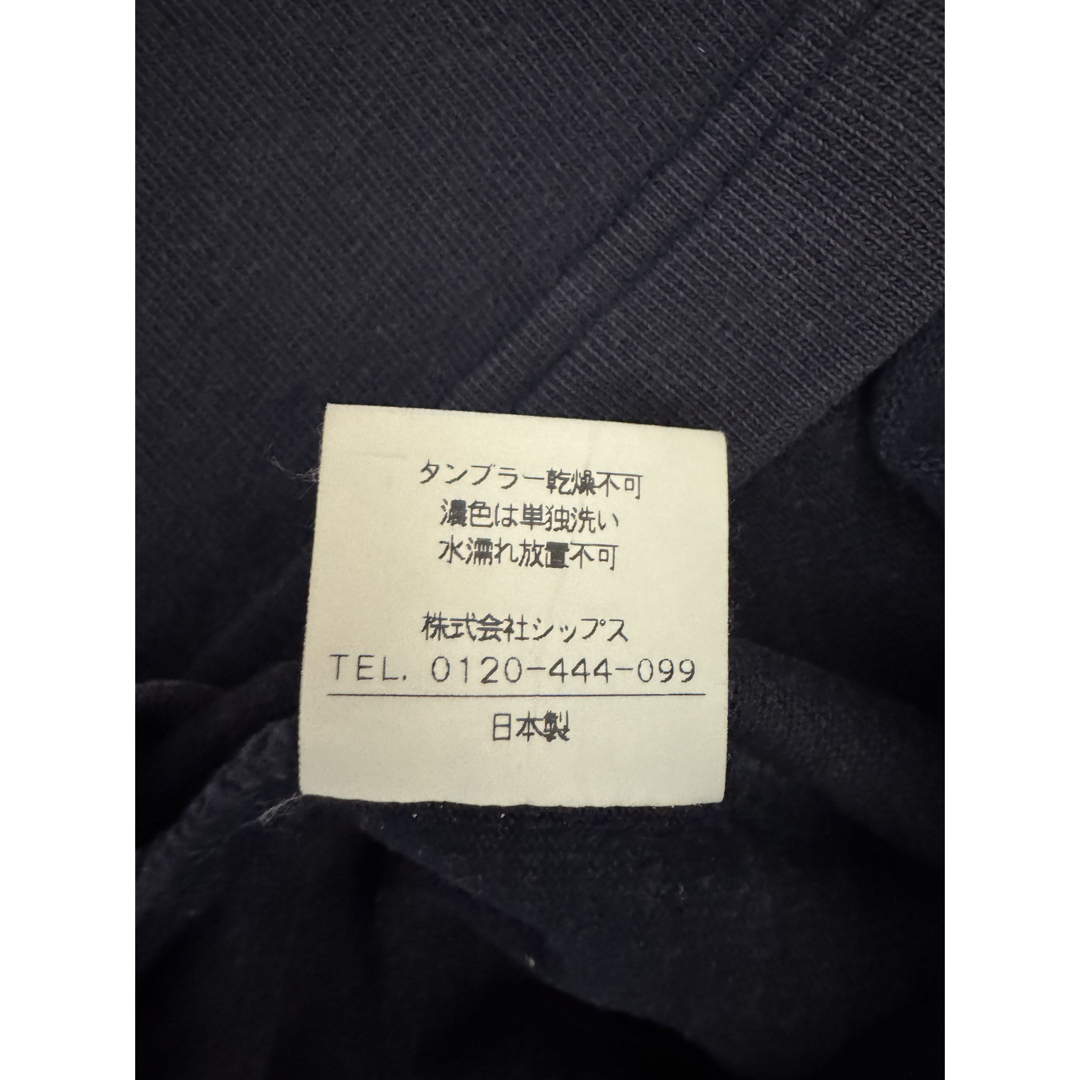 タンブラー乾燥不可
濃色は単独洗い
水濡れ放置不可
株式会社シップス
TEL. 0120-444-099
日本製